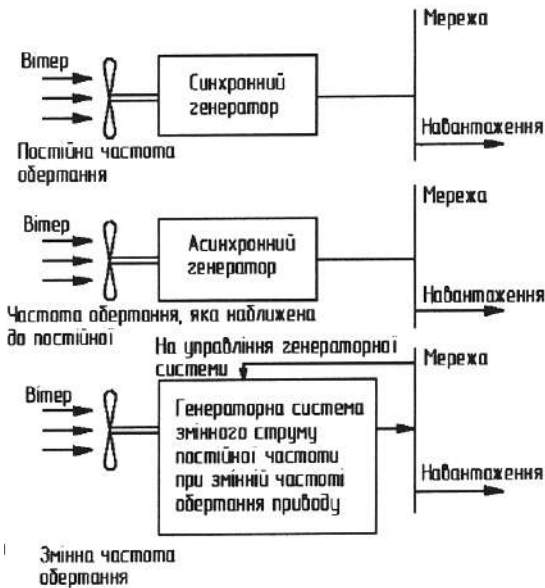 Мережа
Вітер
Синхронний
генератор
Навантаження
Постійна частота
обертання
Мережа
Вітер
Асинхронний
генератор
Навантаження
Частота обертання, яка наближена
до постійної
На управління генераторної
системи
Мережа
Вітер
Генераторна система
змінного струму
постійної частоти
при змінній частоті
обертання приводу
Навантаження
Змінна частота
обертання